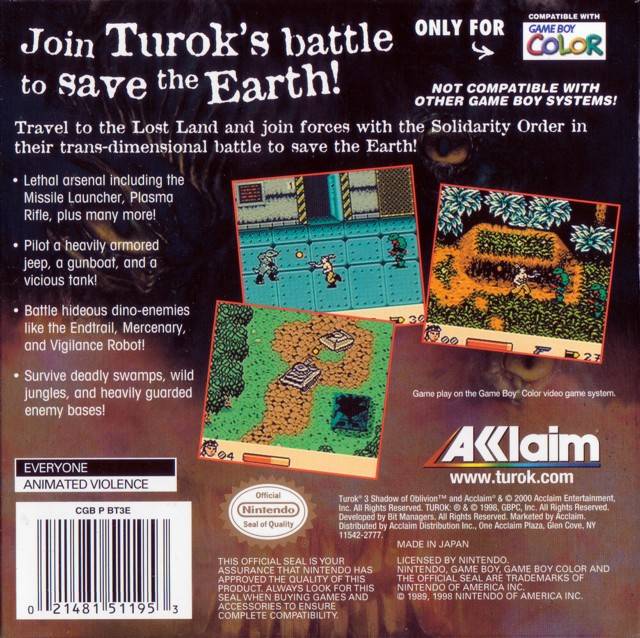 Join Turok's battle
to save the Earth!
ONLY FOR
COMPATIBLE WITH
GAME BOY
COLOR
NOT COMPATIBLE WITH
OTHER GAME BOY SYSTEMS!
Travel to the Lost Land and join forces with the Solidarity Order in
their trans-dimensional battle to save the Earth!
• Lethal arsenal including the
Missile Launcher, Plasma
Rifle, plus many more!
• Pilot a heavily armored
jeep, a gunboat, and a
vicious tank!
• Battle hideous dino-enemies
like the Endtrail, Mercenary,
and Vigilance Robot!
• Survive deadly swamps, wild
jungles, and heavily guarded
enemy bases!
30
00
27
04
Game play on the Game Boy® Color video game system.
AKKlaim
www.turok.com
EVERYONE
ANIMATED VIOLENCE
CGB P BT3E
0 21481 51195 3
Official
Nintendo
Seal of Quality
THIS OFFICIAL SEAL IS YOUR
ASSURANCE THAT NINTENDO HAS
APPROVED THE QUALITY OF THIS
PRODUCT. ALWAYS LOOK FOR THIS
SEAL WHEN BUYING GAMES AND
ACCESSORIES TO ENSURE
COMPLETE COMPATIBILITY.
Turok® 3 Shadow of Oblivion™ and Acclaim® & © 2000 Acclaim Entertainment,
Inc. All Rights Reserved. TUROK: ® & © 1998, GBPC, Inc. All Rights Reserved.
Developed by Bit Managers. All Rights Reserved. Marketed by Acclaim.
Distributed by Acclaim Distribution Inc., One Acclaim Plaza, Glen Cove, NY
11542-2777.
MADE IN JAPAN
LICENSED BY NINTENDO.
NINTENDO, GAME BOY, GAME BOY COLOR AND
THE OFFICIAL SEAL ARE TRADEMARKS OF
NINTENDO OF AMERICA INC.
© 1989, 1998 NINTENDO OF AMERICA INC.